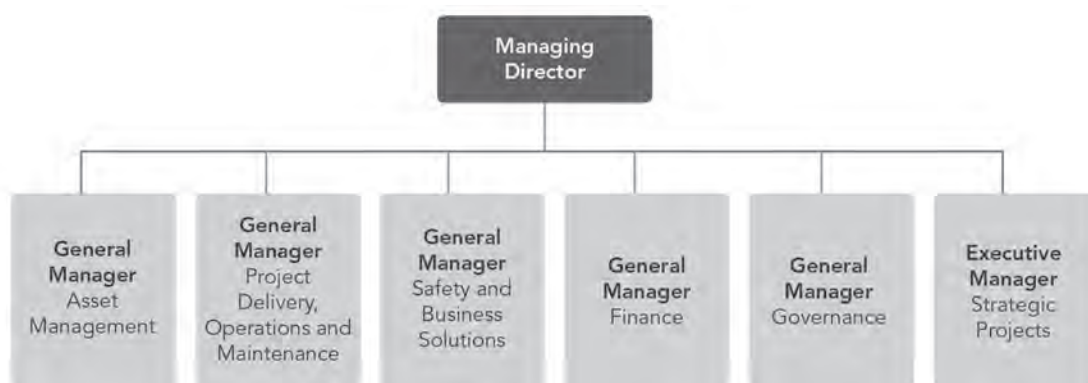 Managing
Director
General
Manager
Asset
Management
General
Manager
Project
Delivery,
Operations and
Maintenance
General
Manager
Safety and
Business
Solutions
General
Manager
Finance
General
Manager
Governance
Executive
Manager
Strategic
Projects